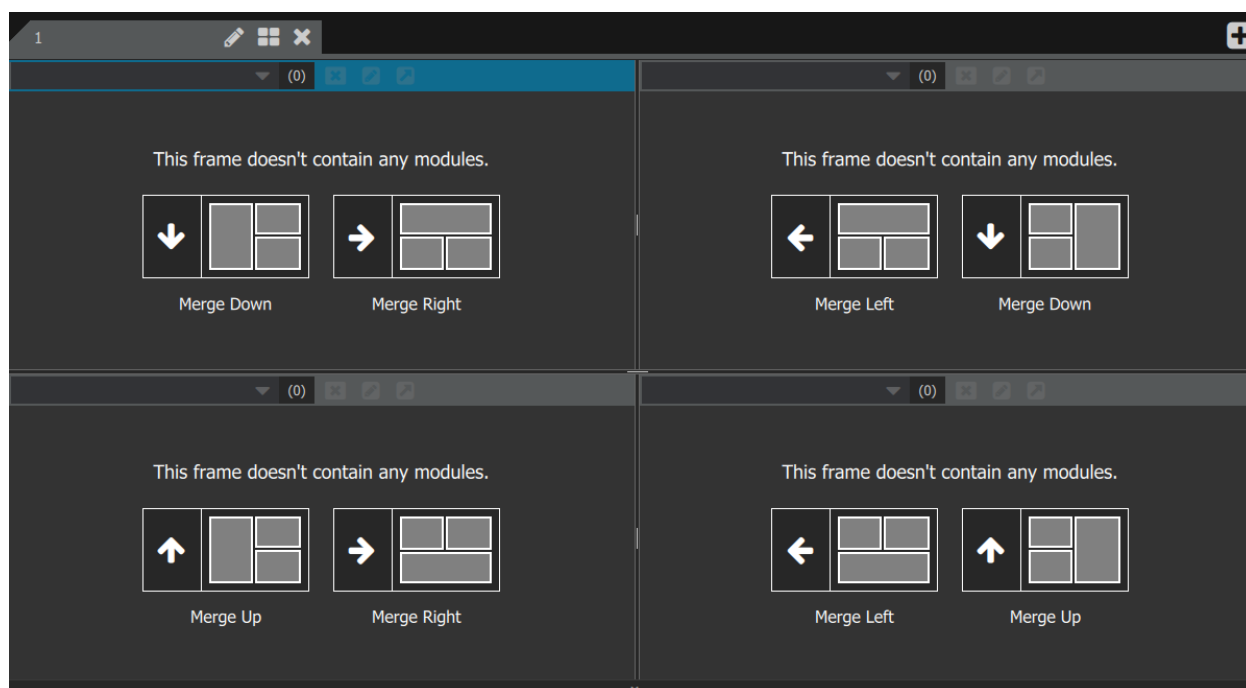 1
(0)
(0)
This frame doesn't contain any modules.
This frame doesn't contain any modules.
Merge Down
Merge Right
Merge Left
Merge Down
(0)
(0)
This frame doesn't contain any modules.
This frame doesn't contain any modules.
Merge Up
Merge Right
Merge Left
Merge Up